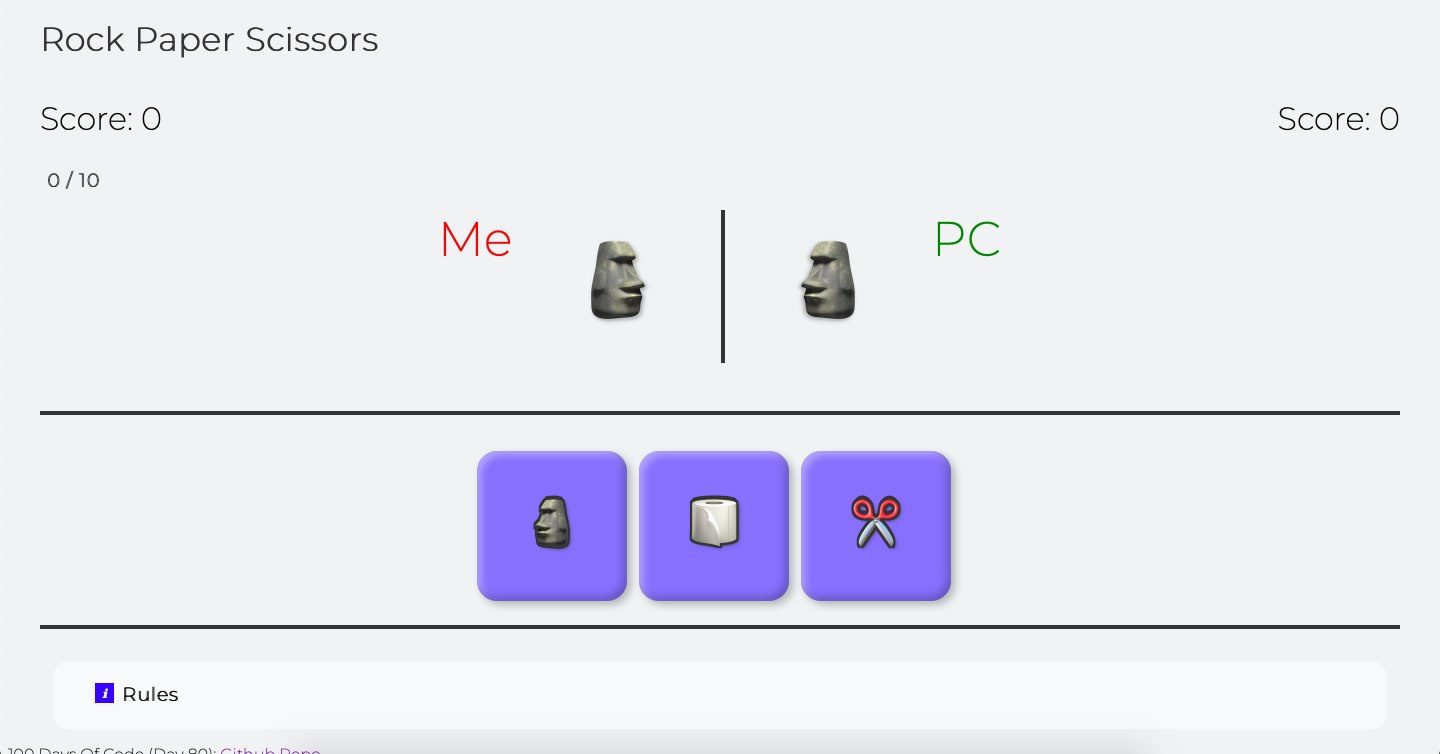 Rock Paper Scissors
Score: 0
Score: 0
0 / 10
Me
PC
i Rules
100 Days Of Code (Day 80): Github Repo